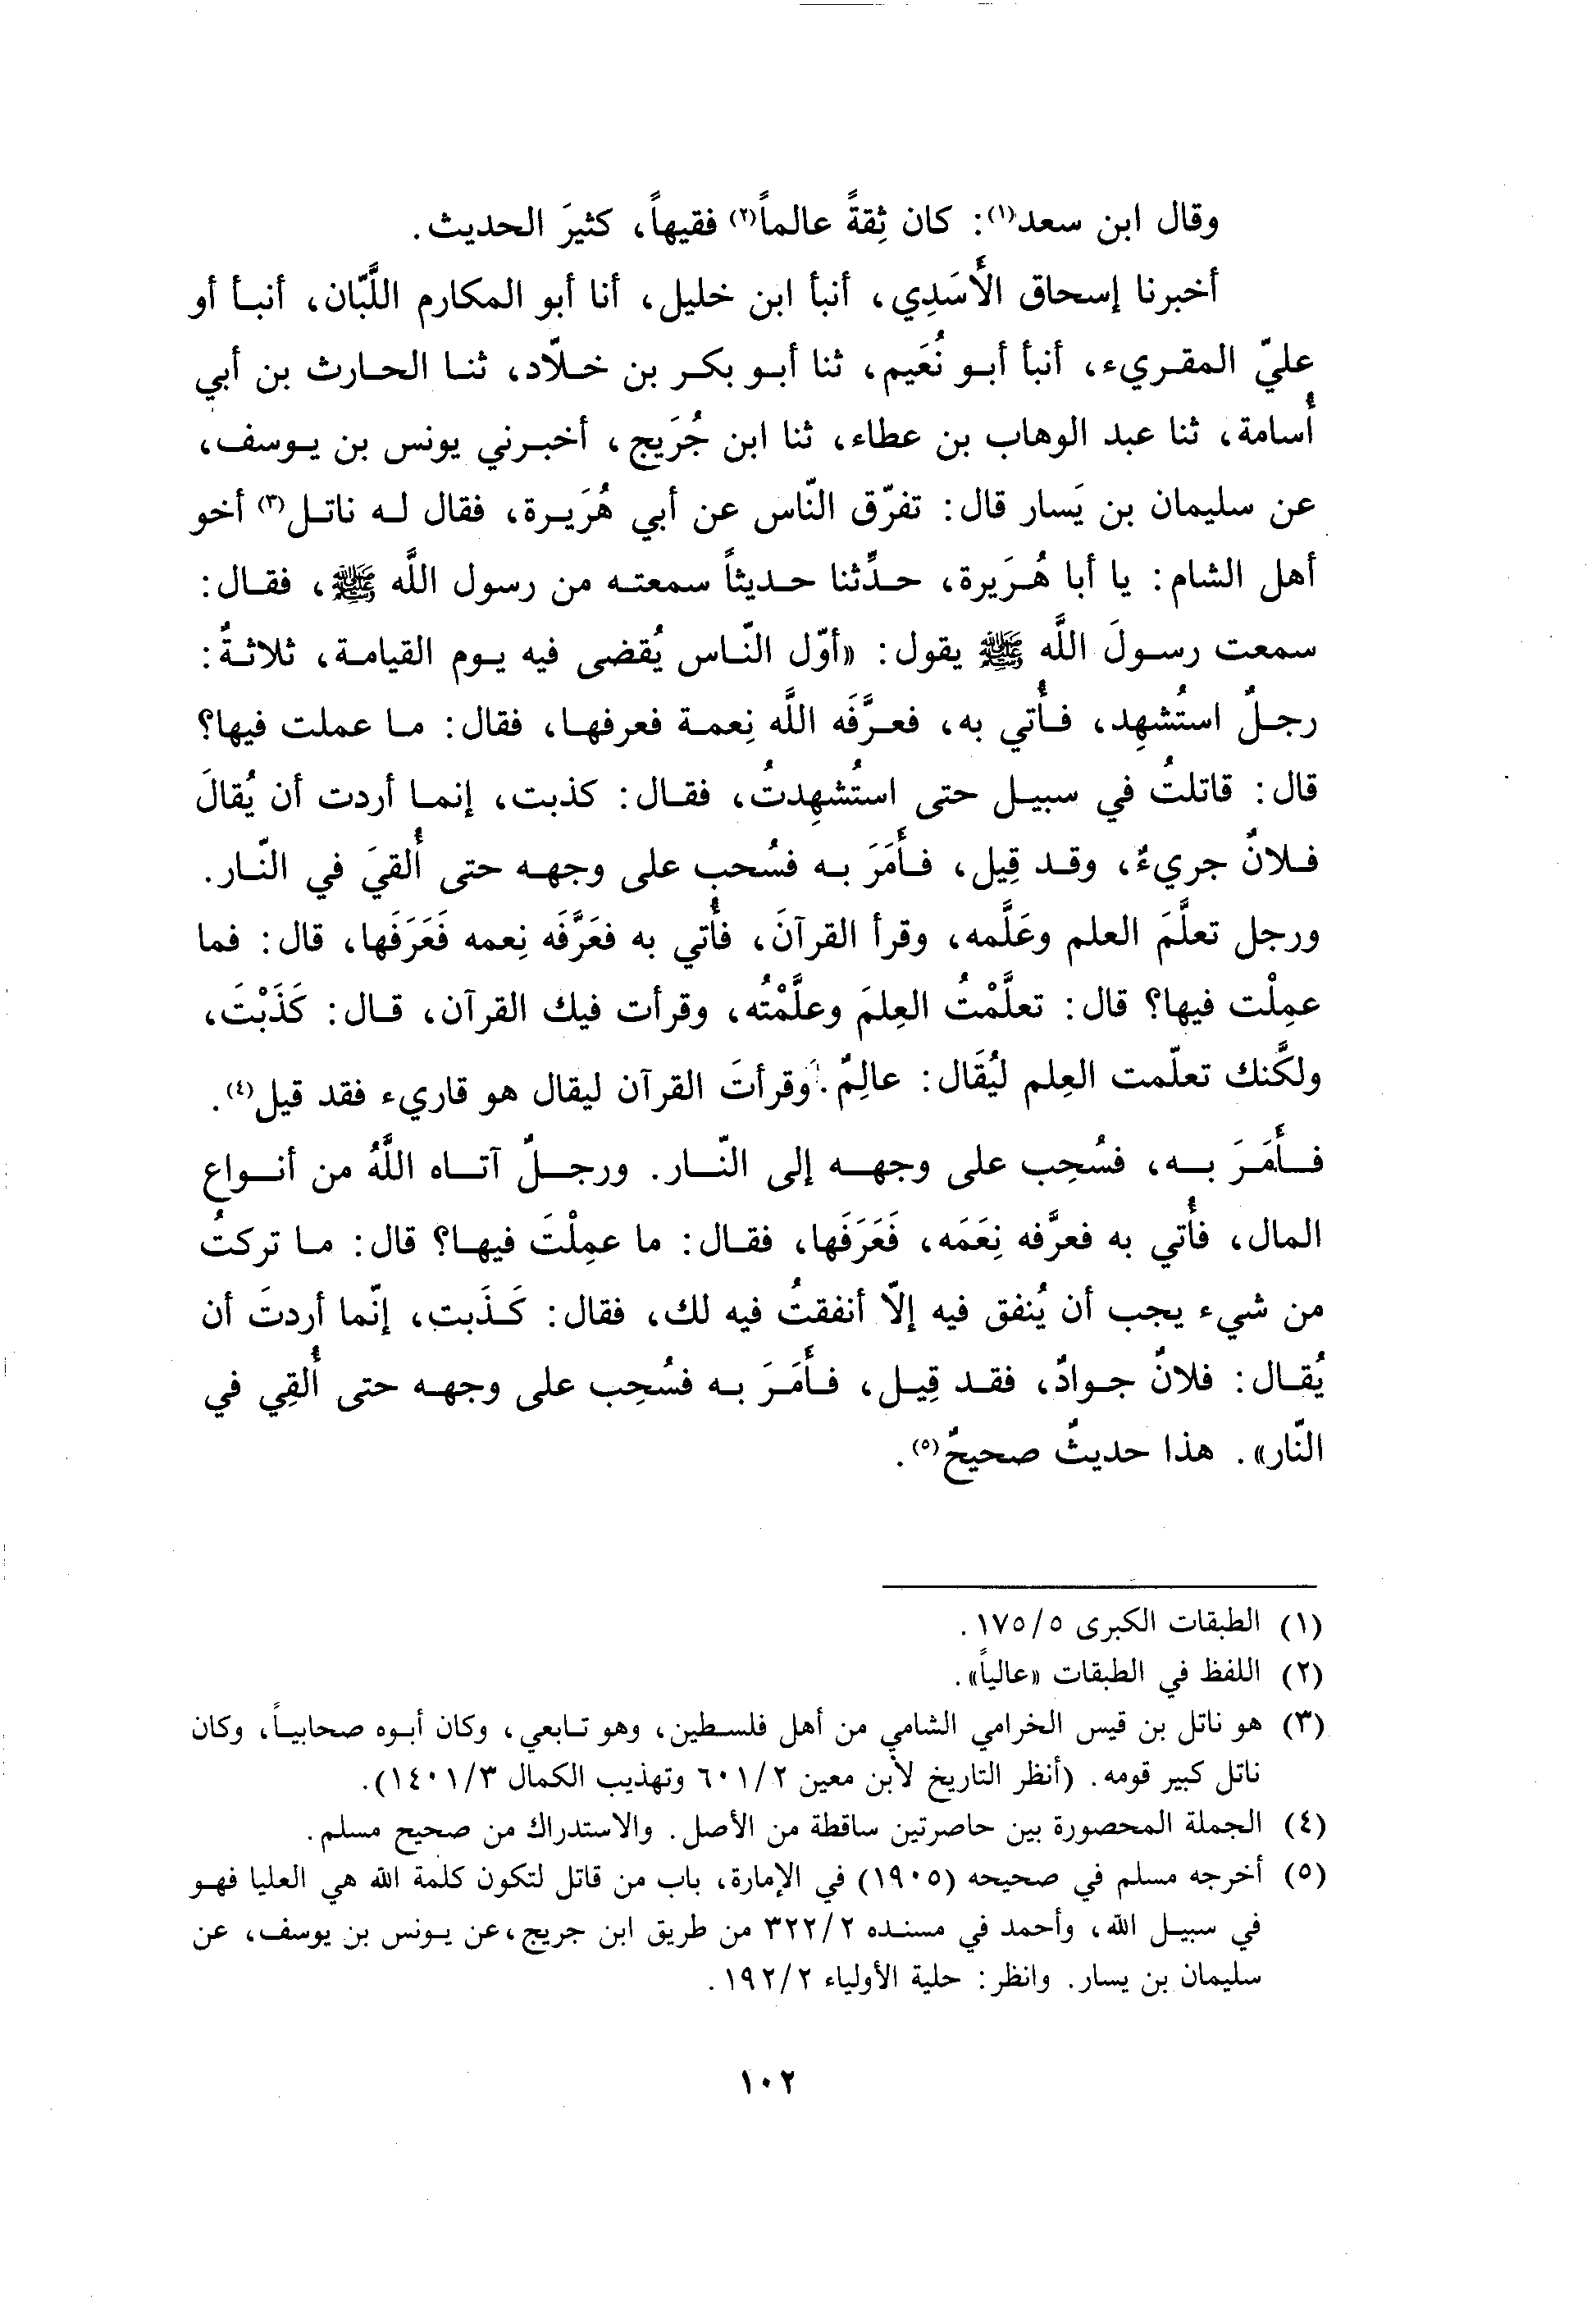 وقال ابن سعد(١): كان ثِقةً عالماً(٢) فقيهاً، كثيرَ الحديث.
أخبرنا إسحاق الأَسَدِي، أنبأ ابن خليل، أنا أبو المكارم اللَّبّان، أنبأ أو
عليّ المقريء، أنبأ أبو نُعَيم، ثنا أبو بكر بن خلّاد، ثنا الحارث بن أبي
أُسامة، ثنا عبد الوهاب بن عطاء، ثنا ابن جُرَيج، أخبرني يونس بن يوسف،
عن سليمان بن يَسار قال: تفرّق النّاس عن أبي هُرَيرة، فقال له ناتل(٣) أخو
أهل الشام: يا أبا هُرَيرة، حدِّثنا حديثاً سمعته من رسول اللَّه ﷺ، فقال:
سمعت رسولَ اللَّه ﷺ يقول: «أوّل النّاس يُقضى فيه يوم القيامة، ثلاثةٌ:
رجلٌ استُشهِد، فأُتي به، فعرَّفَه اللَّه نِعمة فعرفها، فقال: ما عملت فيها؟
قال: قاتلتُ في سبيل حتى استُشهِدتُ، فقال: كذبت، إنما أردت أن يُقالَ
فلانٌ جريءٌ، وقد قِيل، فأَمَرَ به فسُحب على وجهه حتى أُلقيَ في النّار.
ورجل تعلَّمَ العلم وعَلَّمه، وقرأ القرآنَ، فأُتي به فعَرَّفَه نِعمه فَعَرَفَها، قال: فما
عمِلْت فيها؟ قال: تعلَّمْتُ العِلمَ وعلَّمْتُه، وقرأت فيك القرآن، قال: كَذَبْتَ،
ولكّنك تعلّمت العِلم ليُقَال: عالِمٌ. وقرأتَ القرآن ليقال هو قاريء فقد قيل(٤).
فأَمَرَ به، فسُحِب على وجهه إلى النّار. ورجلٌ آتاه اللَّهُ من أنواع
المال، فأُتي به فعرَّفه نِعَمَه، فَعَرَفَها، فقال: ما عمِلْتَ فيها؟ قال: ما تركتُ
من شيء يجب أن يُنفق فيه إلّا أنفقتُ فيه لك، فقال: كَذَبت، إنّما أردتَ أن
يُقال: فلانٌ جوادٌ، فقد قِيل، فأَمَرَ به فسُحِب على وجهه حتى أُلقِي في
النّار». هذا حديثٌ صحيحٌ(٥).
(١) الطبقات الكبرى ١٧٥/٥.
(٢) اللفظ في الطبقات «عالياً».
(٣) هو ناتل بن قيس الخرامي الشامي من أهل فلسطين، وهو تابعي، وكان أبوه صحابياً، وكان
ناتل كبير قومه. (أنظر التاريخ لابن معين ٦٠١/٢ وتهذيب الكمال ١٤٠١/٣).
(٤) الجملة المحصورة بين حاصرتين ساقطة من الأصل. والاستدراك من صحيح مسلم.
(٥) أخرجه مسلم في صحيحه (١٩٠٥) في الإمارة، باب من قاتل لتكون كلمة الله هي العليا فهو
في سبيل الله، وأحمد في مسنده ٣٢٢/٢ من طريق ابن جريج، عن يونس بن يوسف، عن
سليمان بن يسار. وانظر: حلية الأولياء ١٩٢/٢.
١٠٢